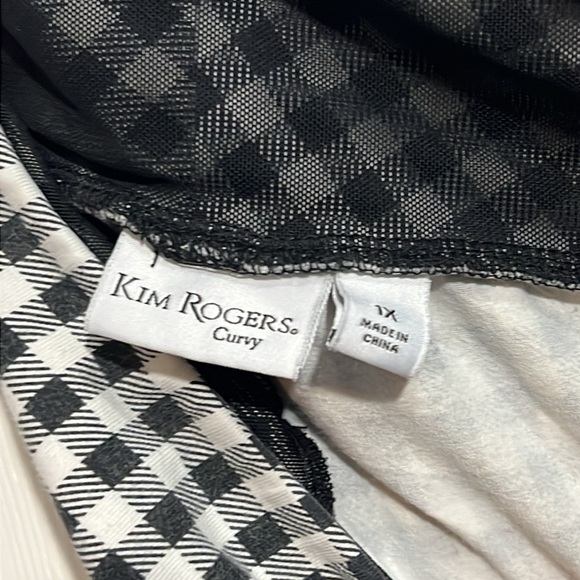 KIM ROGERS®
Curvy
1X
MADE IN
CHINA